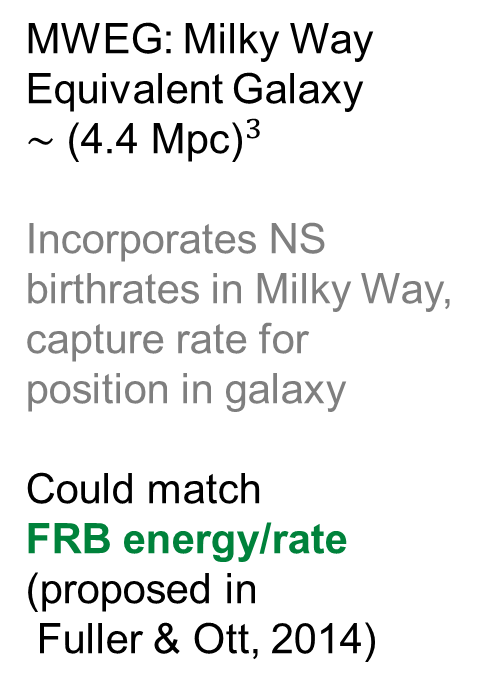 MWEG: Milky Way
Equivalent Galaxy
~ (4.4 Mpc)³
Incorporates NS
birthrates in Milky Way,
capture rate for
position in galaxy
Could match
FRB energy/rate
(proposed in
Fuller & Ott, 2014)